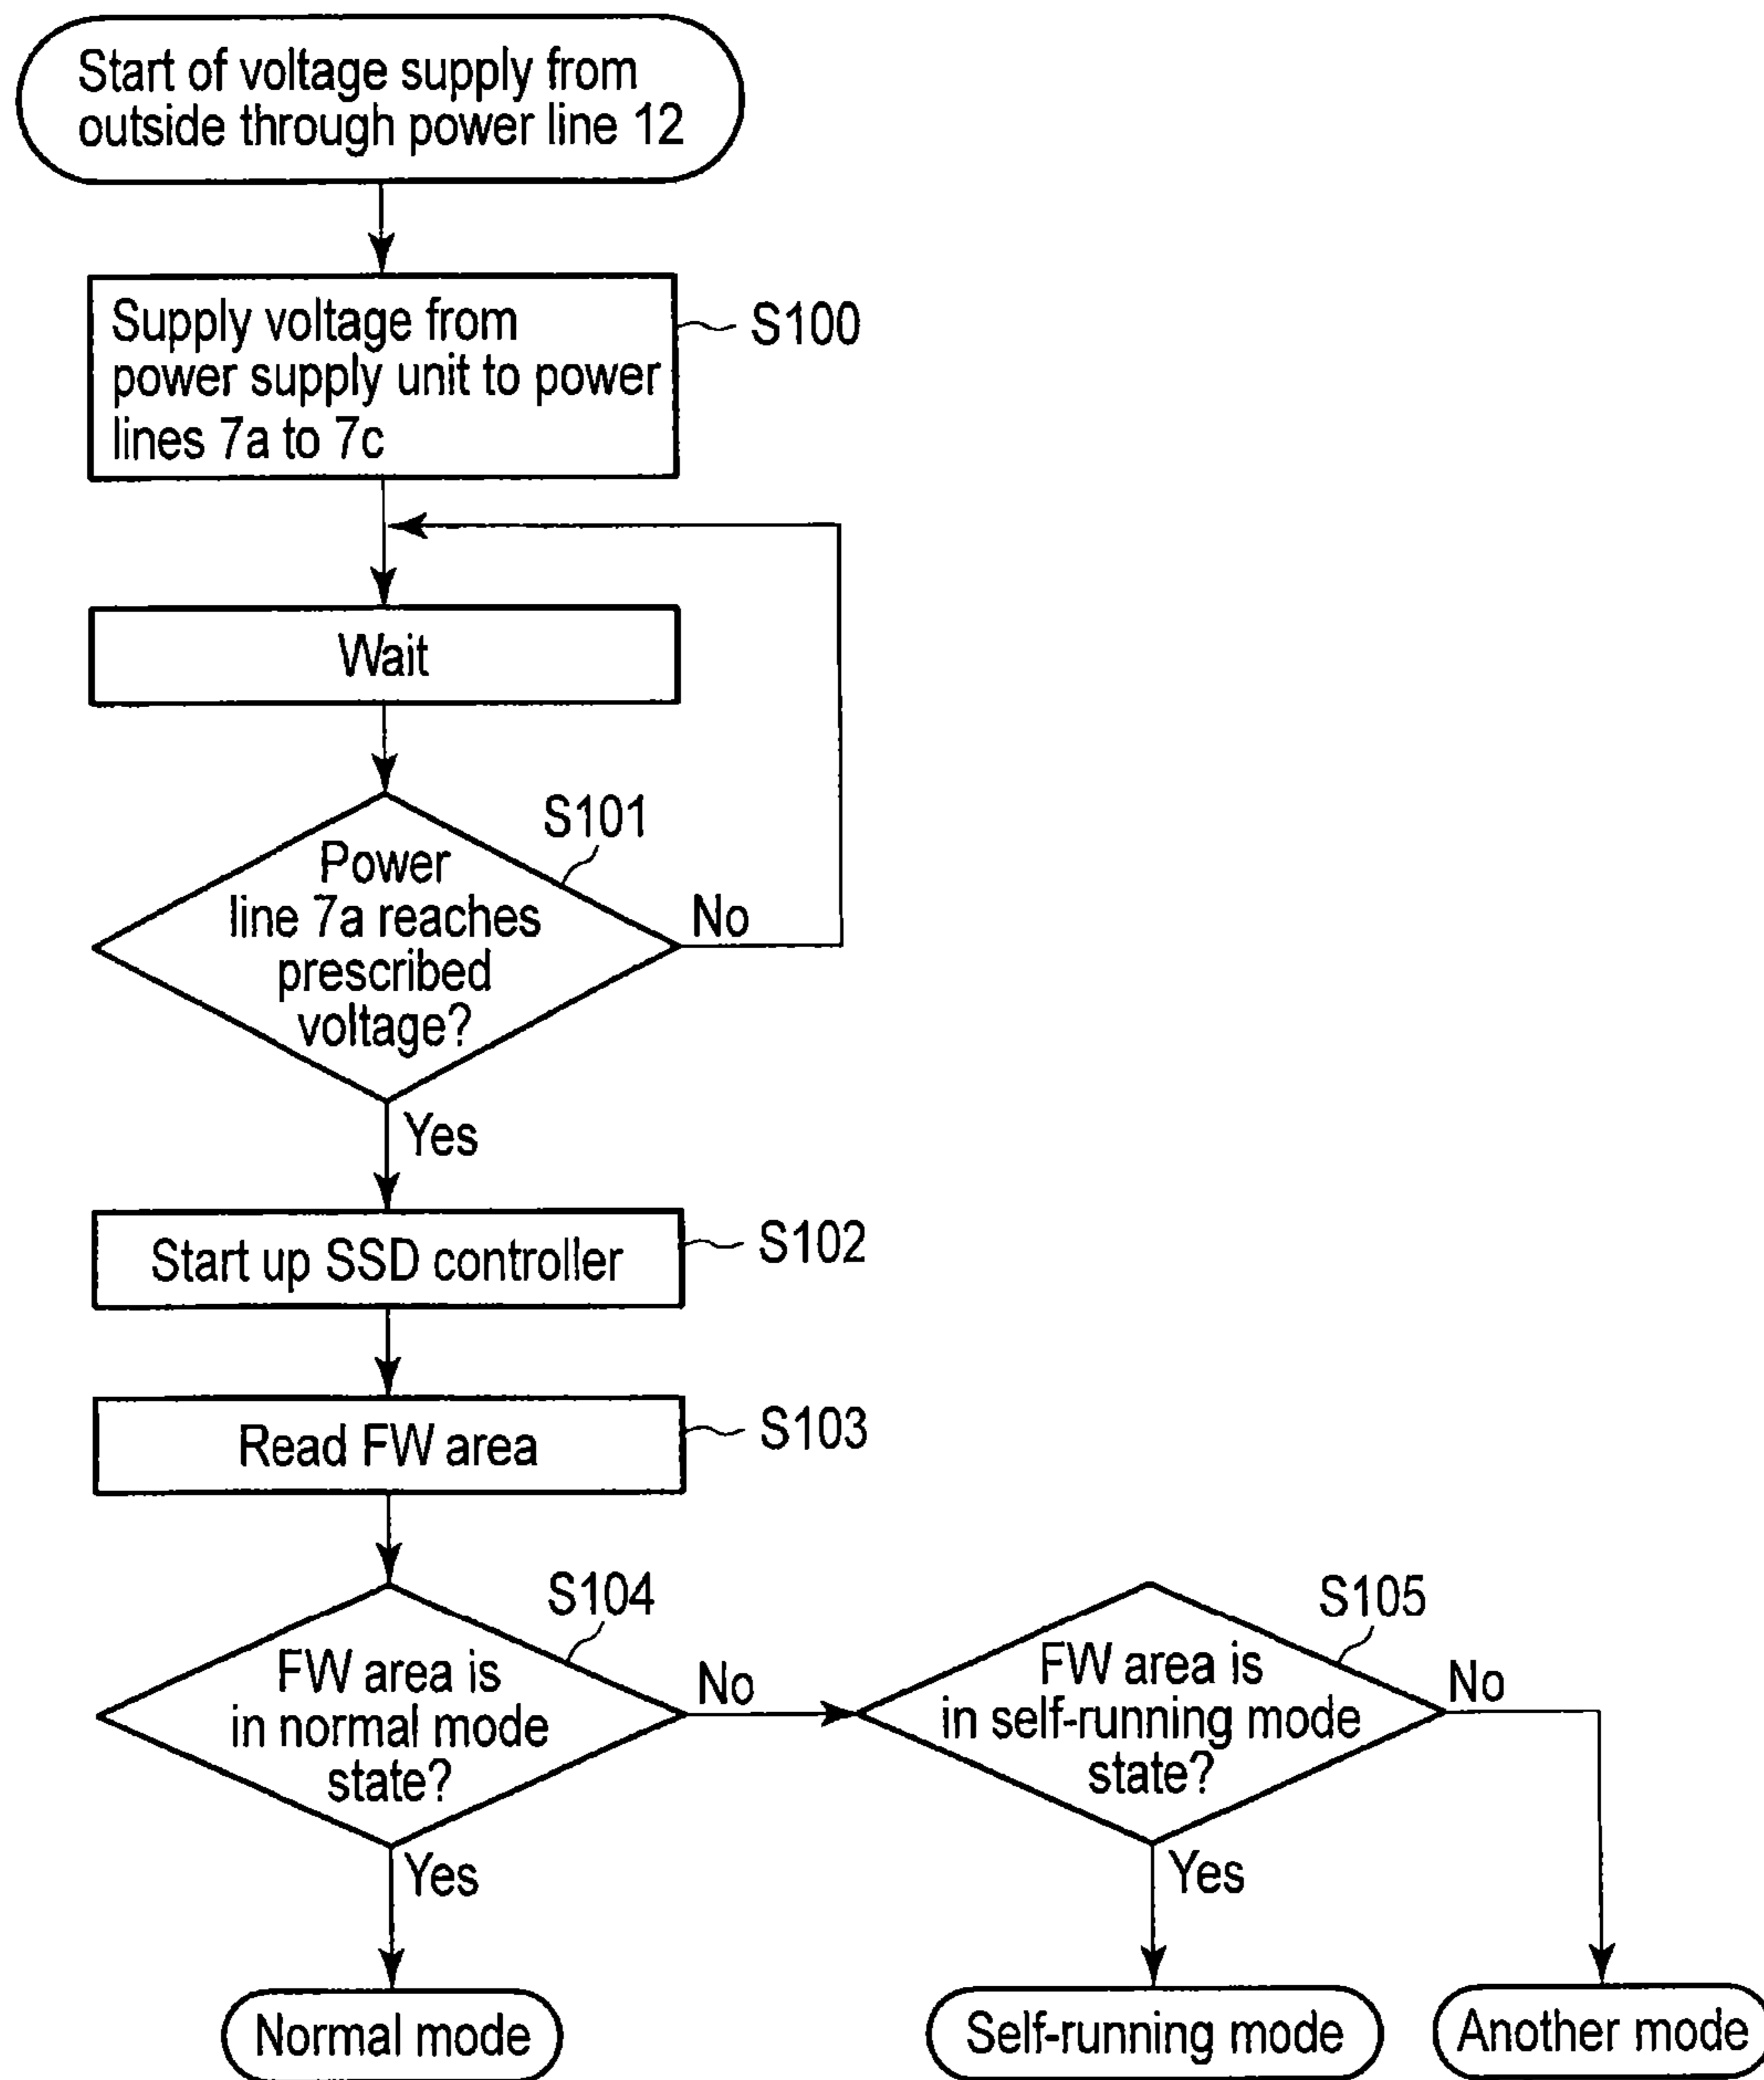 Start of voltage supply from
outside through power line 12
Supply voltage from
power supply unit to power
lines 7a to 7c
S100
Wait
S101
Power
line 7a reaches
prescribed
voltage?
No
Yes
Start up SSD controller
S102
Read FW area
S103
S104
FW area is
in normal mode
state?
No
Yes
S105
FW area is
in self-running mode
state?
No
Yes
Normal mode
Self-running mode
Another mode